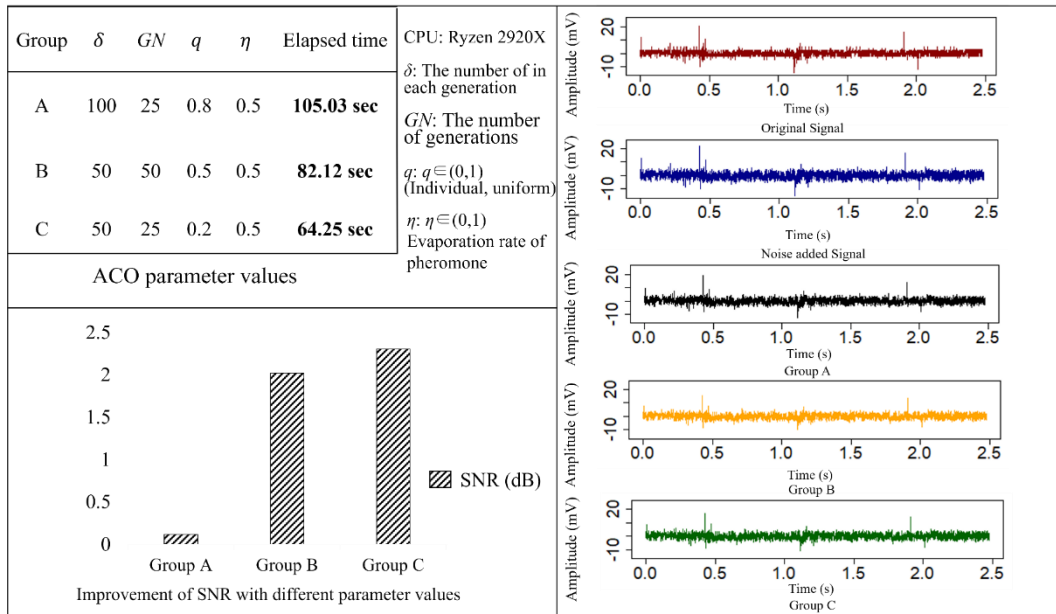 Group δ GN q η Elapsed time
A 100 25 0.8 0.5 105.03 sec
B 50 50 0.5 0.5 82.12 sec
C 50 25 0.2 0.5 64.25 sec
ACO parameter values
CPU: Ryzen 2920X
δ: The number of in
each generation
GN: The number
of generations
q: q∈(0,1)
(Individual, uniform)
η: η∈(0,1)
Evaporation rate of
pheromone
2.5
2
1.5
1
0.5
0
Group A Group B Group C
SNR (dB)
Improvement of SNR with different parameter values
Amplitude (mV)
20
-10
0.0 0.5 1.0 1.5 2.0 2.5
Time (s)
Original Signal
Amplitude (mV)
20
-10
0.0 0.5 1.0 1.5 2.0 2.5
Time (s)
Noise added Signal
Amplitude (mV)
20
-10
0.0 0.5 1.0 1.5 2.0 2.5
Time (s)
Group A
Amplitude (mV)
20
-10
0.0 0.5 1.0 1.5 2.0 2.5
Time (s)
Group B
Amplitude (mV)
20
-10
0.0 0.5 1.0 1.5 2.0 2.5
Time (s)
Group C